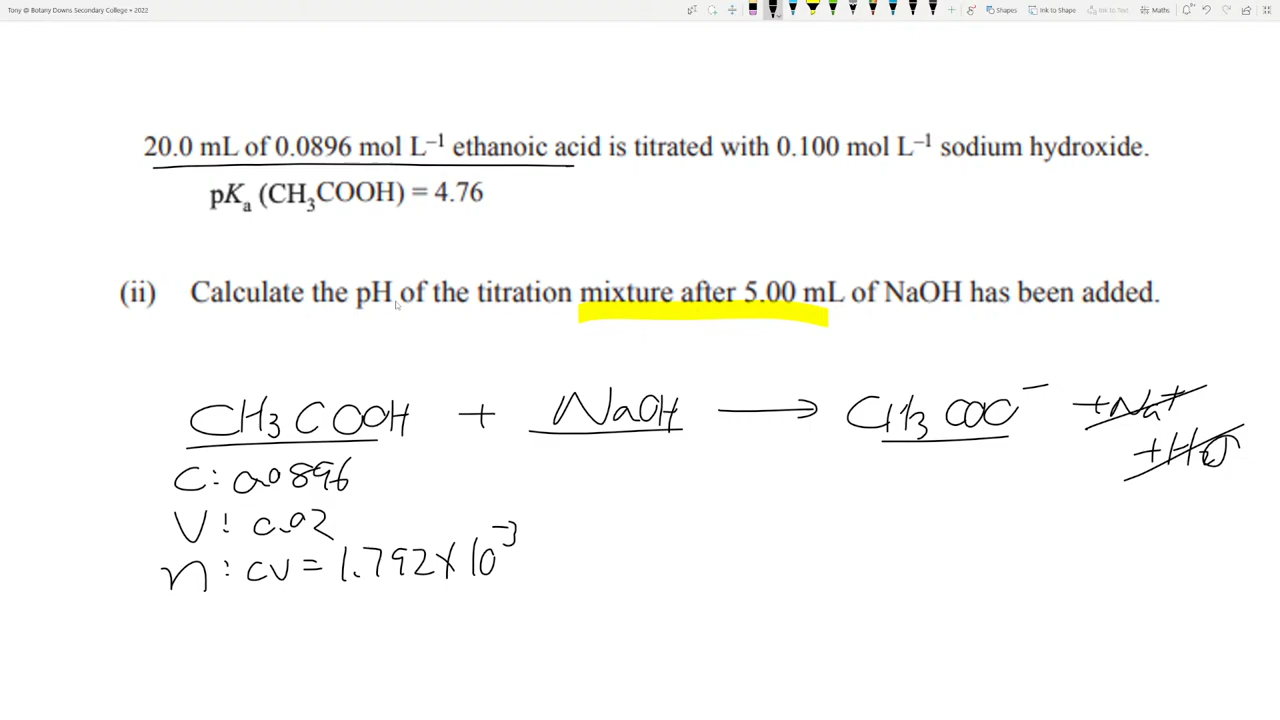 Tony @ Botany Downs Secondary College • 2022
Shapes Ink to Shape Ink to Text Maths
20.0 mL of 0.0896 mol L⁻¹ ethanoic acid is titrated with 0.100 mol L⁻¹ sodium hydroxide.
pKₐ (CH₃COOH) = 4.76
(ii) Calculate the pH of the titration mixture after 5.00 mL of NaOH has been added.
CH₃COOH + NaOH ⟶ CH₃COO⁻ +Na⁺
+H₂O
C: 0.0896
V: 0.02
n: cv = 1.792×10⁻³